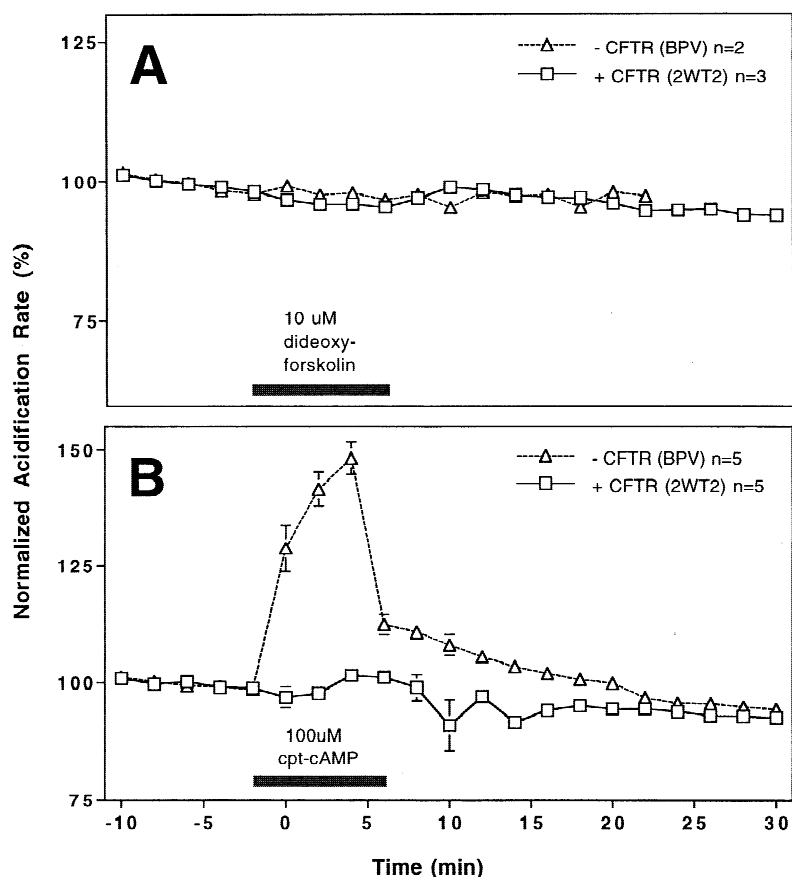 Normalized Acidification Rate (%)
A
125
100
75
- CFTR (BPV) n=2
+ CFTR (2WT2) n=3
10 uM
dideoxy-
forskolin
B
150
125
100
75
- CFTR (BPV) n=5
+ CFTR (2WT2) n=5
100uM
cpt-cAMP
-10 -5 0 5 10 15 20 25 30
Time (min)